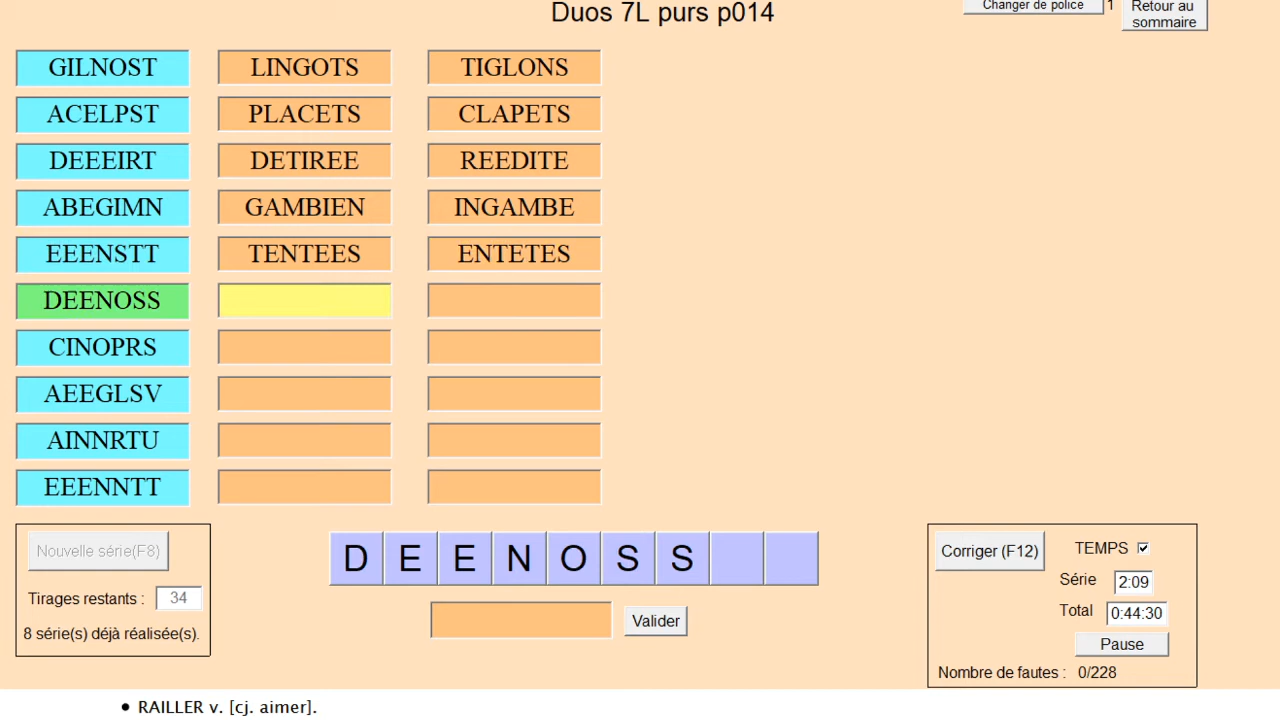 Duos 7L purs p014
Changer de police 1 Retour au sommaire
GILNOST LINGOTS TIGLONS
ACELPST PLACETS CLAPETS
DEEEIRT DETIREE REEDITE
ABEGIMN GAMBIEN INGAMBE
EEENSTT TENTEES ENTETES
DEENOSS
CINOPRS
AEEGLSV
AINNRTU
EEENNTT
Nouvelle série(F8)
Tirages restants : 34
8 série(s) déjà réalisée(s).
D E E N O S S
Valider
Corriger (F12) TEMPS
Série 2:09
Total 0:44:30
Pause
Nombre de fautes : 0/228
• RAILLER v. [cj. aimer].